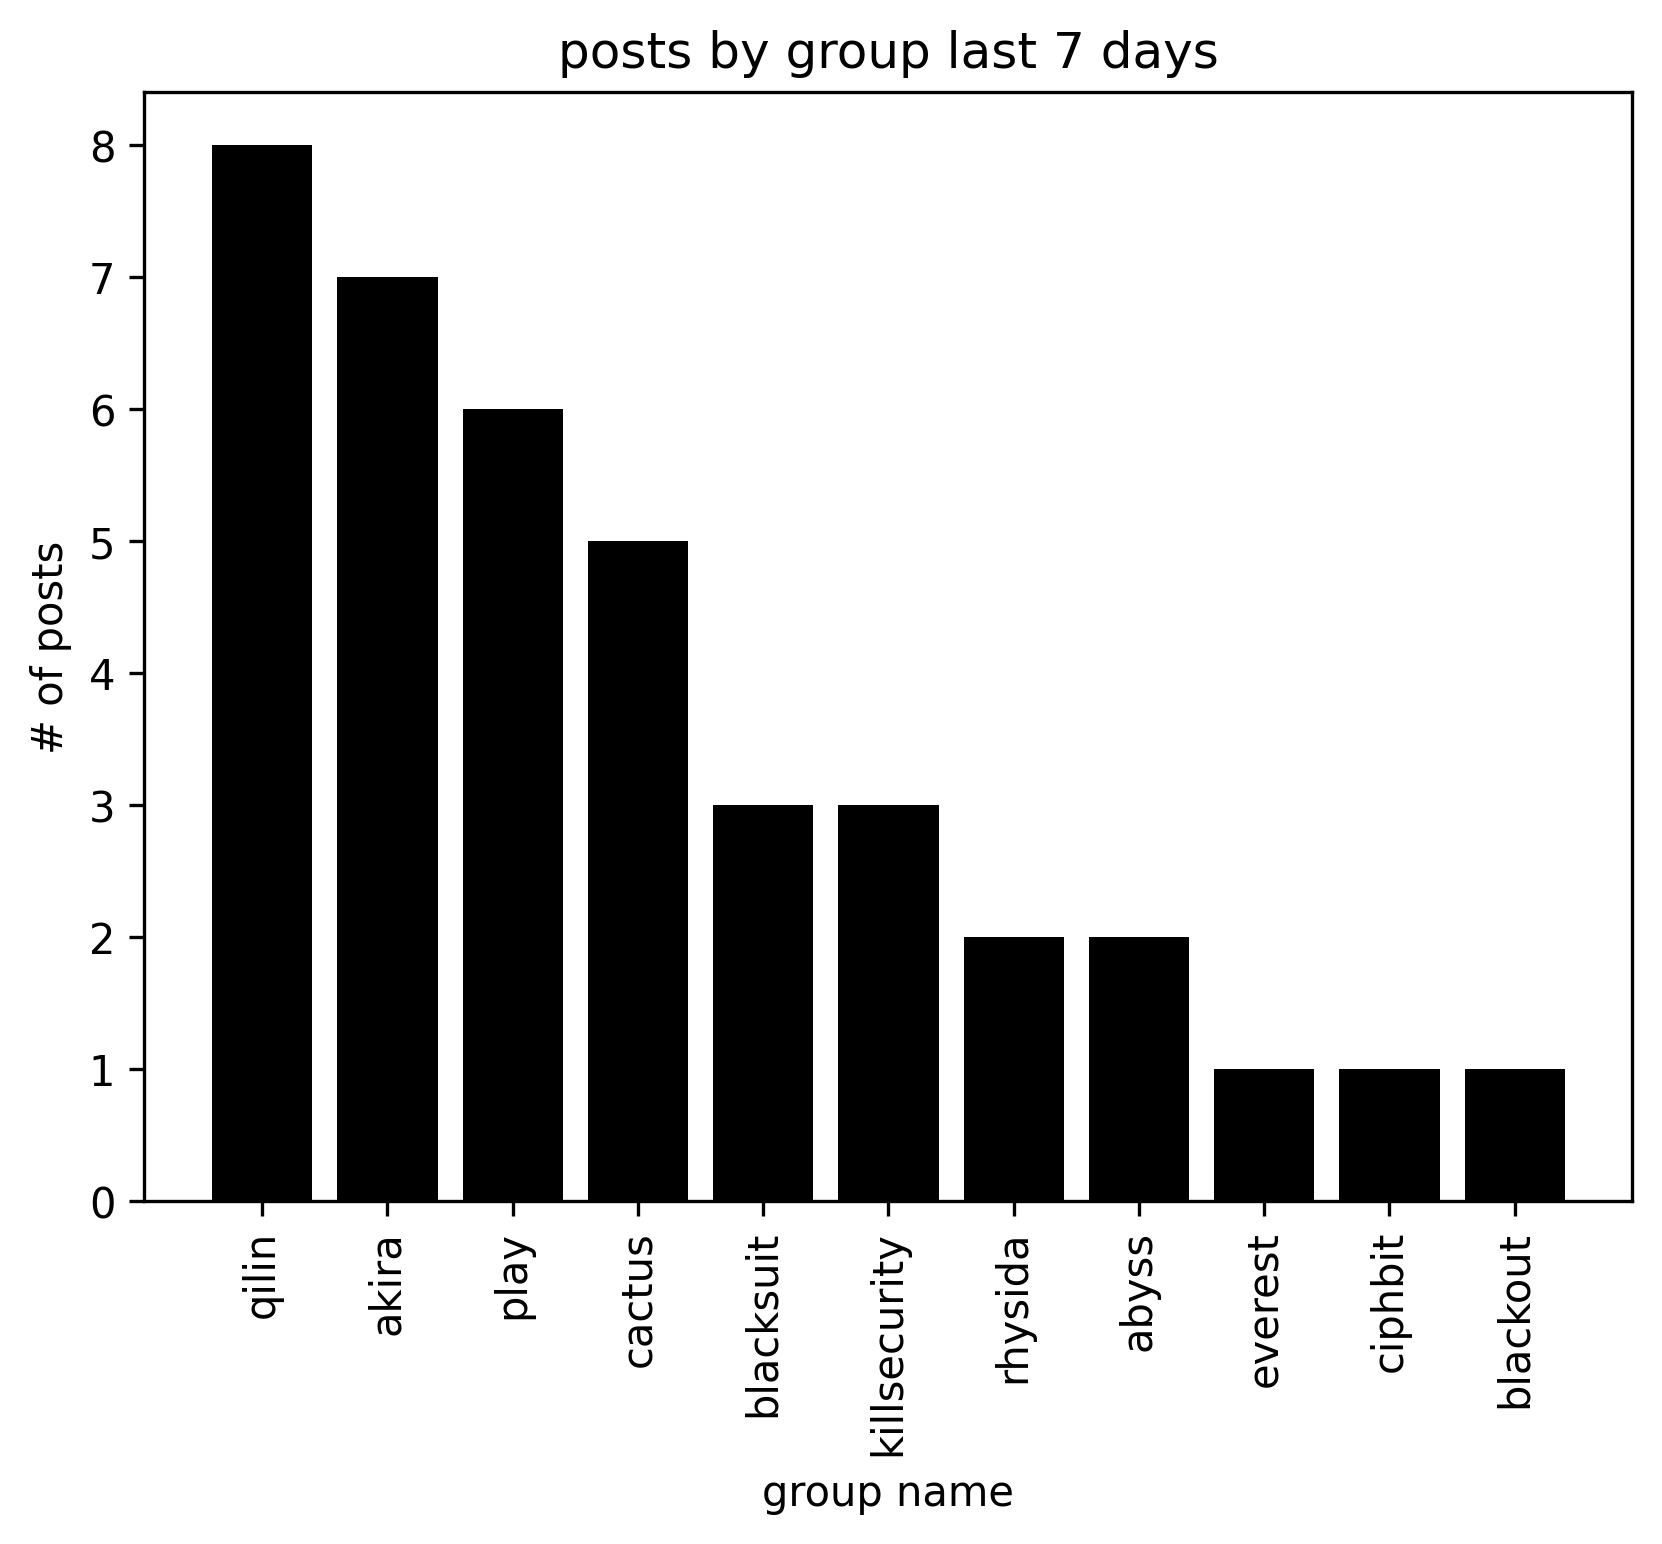 posts by group last 7 days
# of posts
8
7
6
5
4
3
2
1
0
qilin
akira
play
cactus
blacksuit
killsecurity
rhysida
abyss
everest
ciphbit
blackout
group name